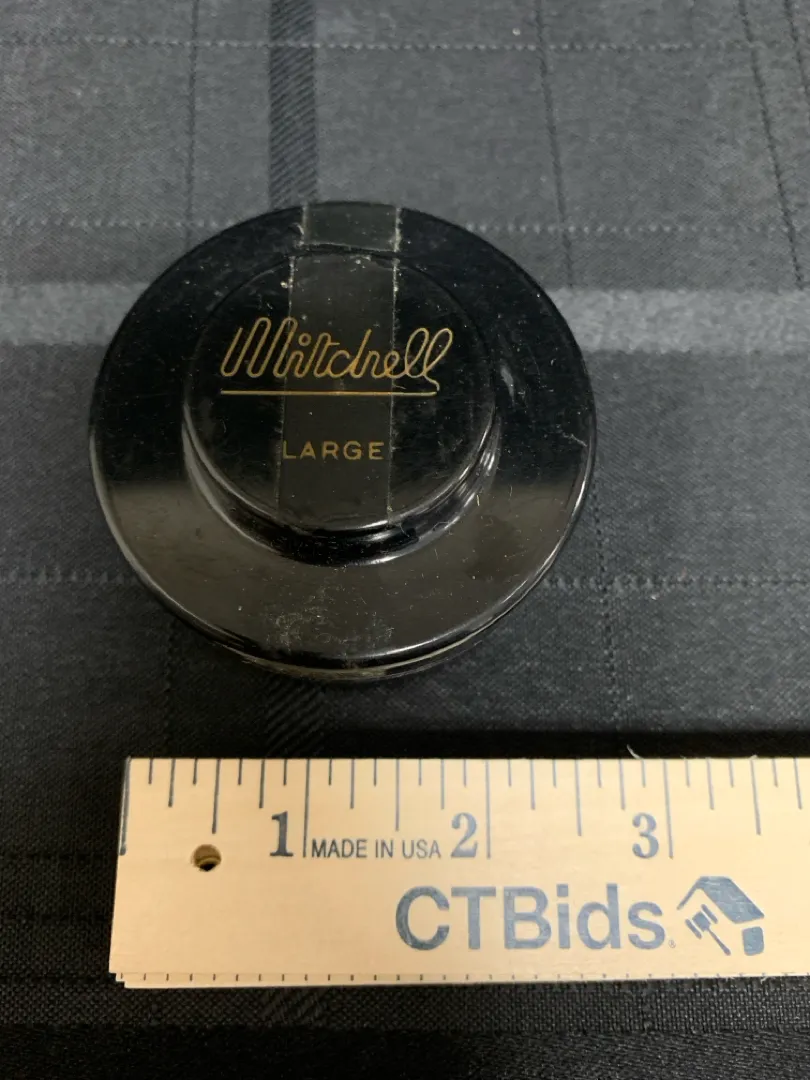 Mitchell
LARGE
1 MADE IN USA 2 3
CTBids